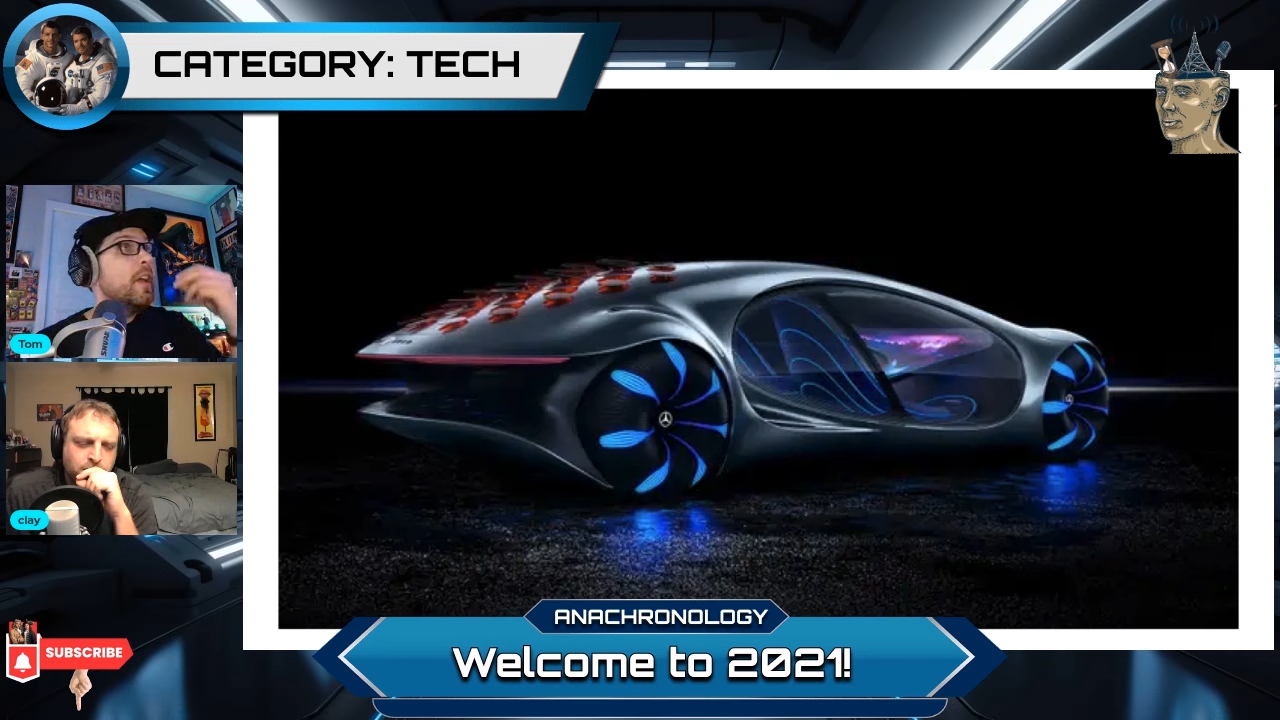 CATEGORY: TECH
Tom
clay
SUBSCRIBE
ANACHRONOLOGY
Welcome to 2021!